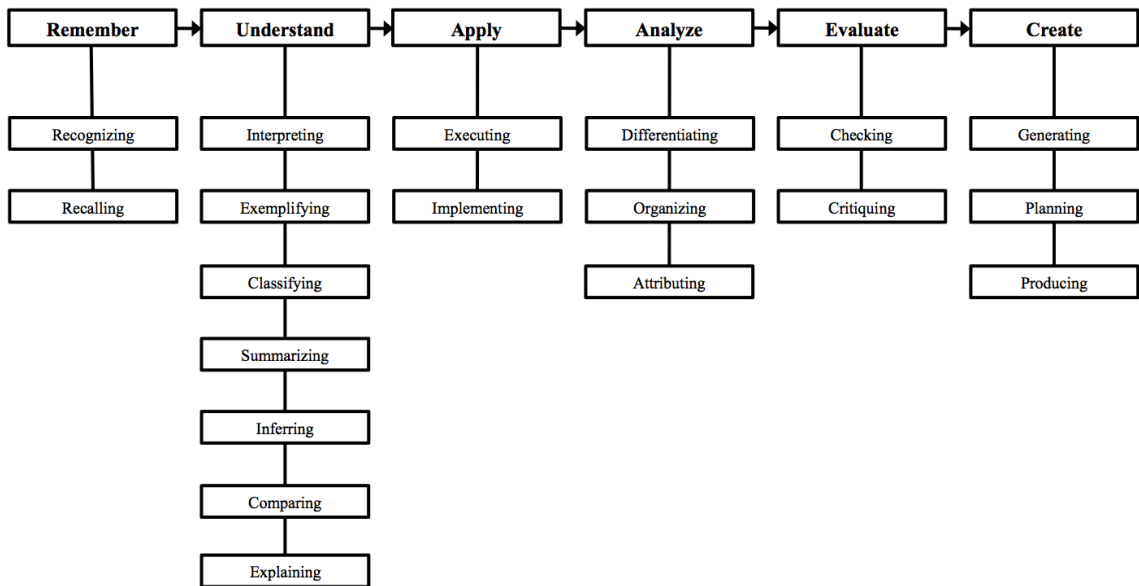 Remember
Understand
Apply
Analyze
Evaluate
Create
Recognizing
Interpreting
Executing
Differentiating
Checking
Generating
Recalling
Exemplifying
Implementing
Organizing
Critiquing
Planning
Classifying
Attributing
Producing
Summarizing
Inferring
Comparing
Explaining